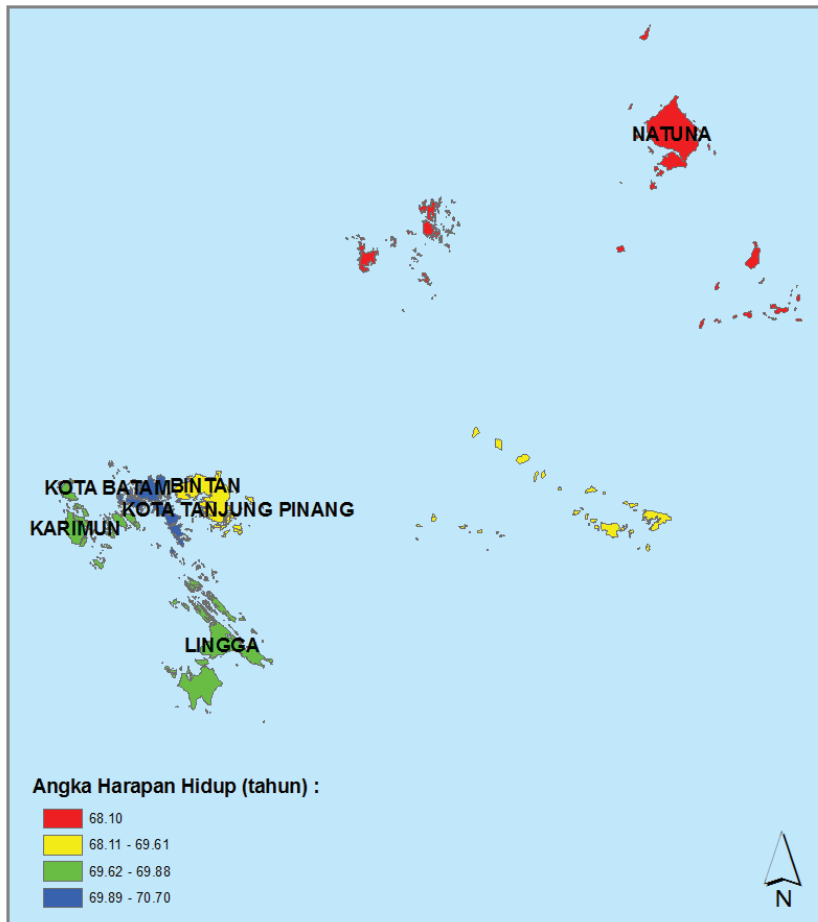 NATUNA
KOTA BATAM
BINTAN
KOTA TANJUNG PINANG
KARIMUN
LINGGA
Angka Harapan Hidup (tahun) :
68.10
68.11 - 69.61
69.62 - 69.88
69.89 - 70.70
N